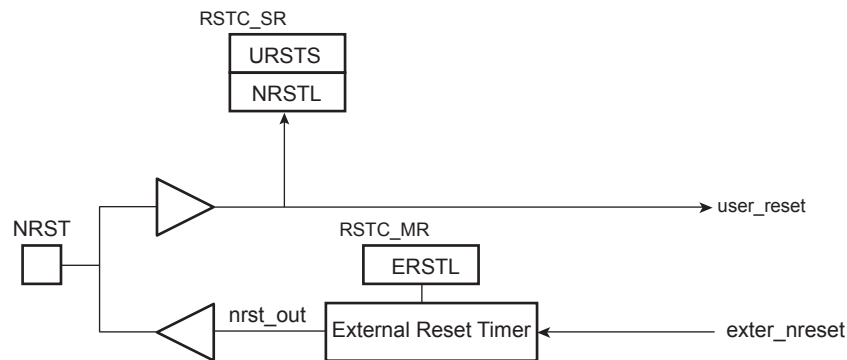 RSTC_SR
URSTS
NRSTL
user_reset
NRST
RSTC_MR
ERSTL
nrst_out
External Reset Timer
exter_nreset